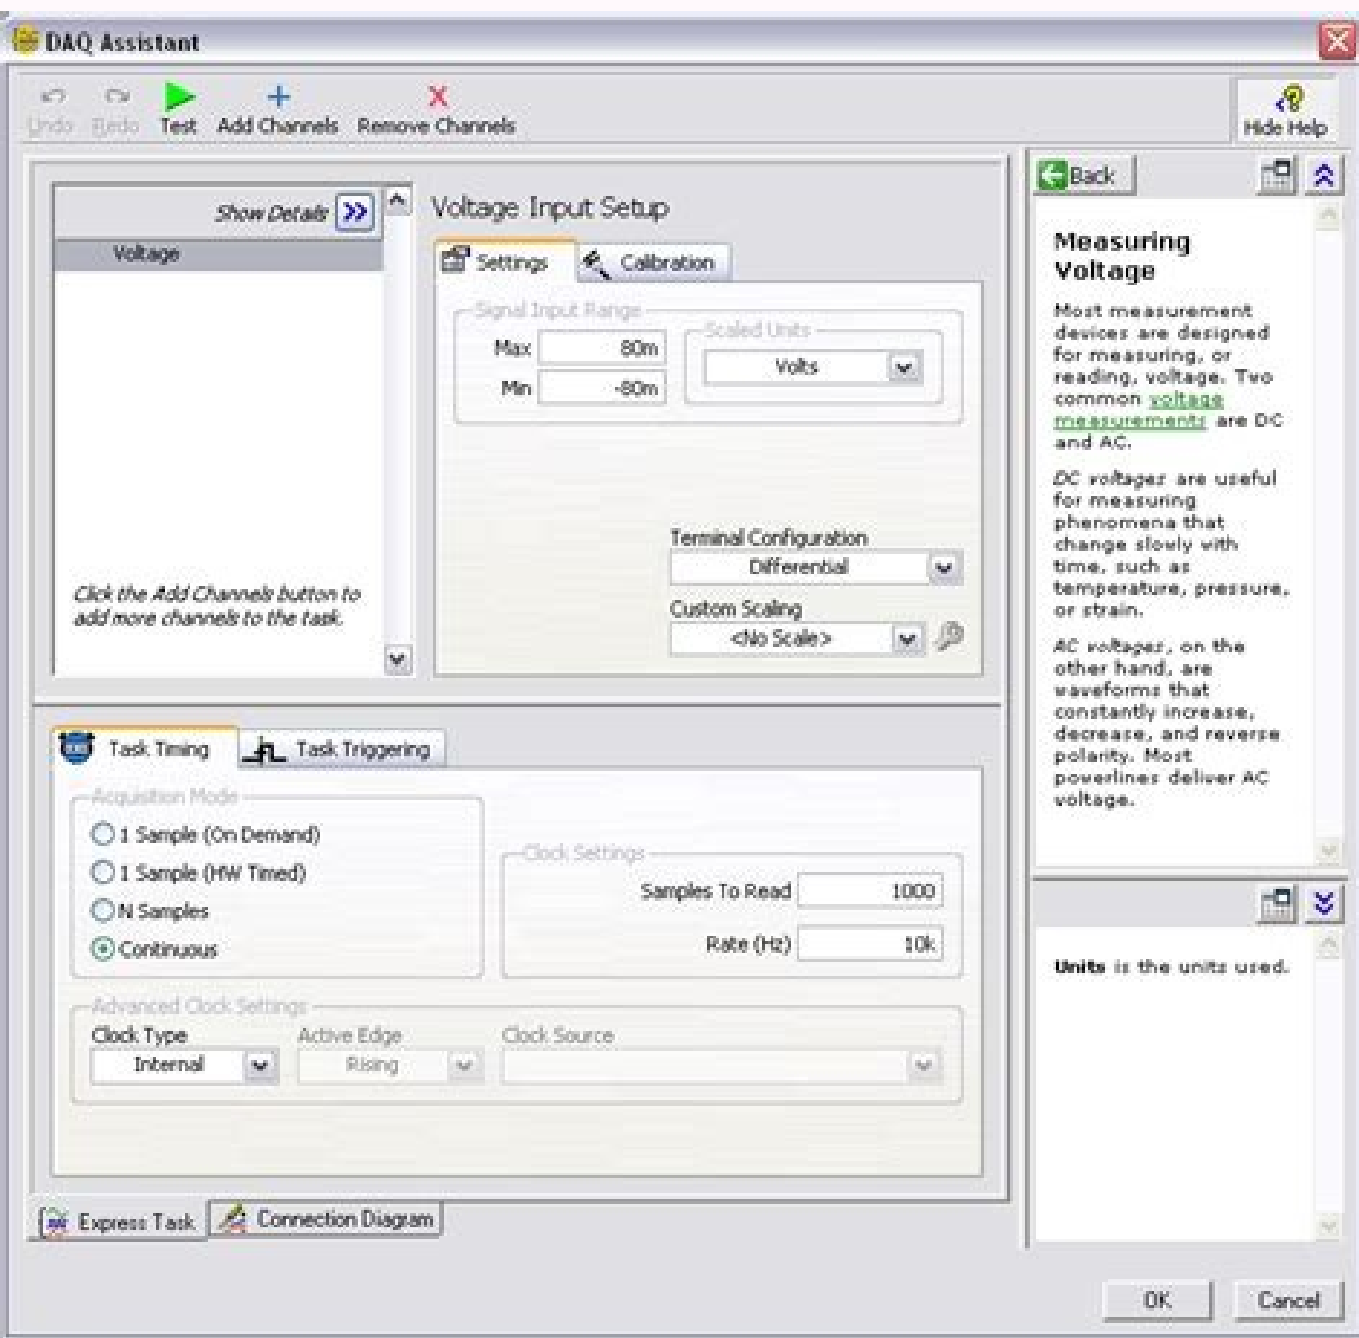 DAQ Assistant
Undo Redo Test Add Channels Remove Channels
Hide Help
Show Details
Voltage
Click the Add Channels button to
add more channels to the task.
Voltage Input Setup
Settings Calibration
Signal Input Range
Max 80m
Min -80m
Scaled Units
Volts
Terminal Configuration
Differential
Custom Scaling
<No Scale>
Task Timing Task Triggering
Acquisition Mode
1 Sample (On Demand)
1 Sample (HW Timed)
N Samples
Continuous
Clock Settings
Samples To Read 1000
Rate (Hz) 10k
Advanced Clock Settings
Clock Type Active Edge Clock Source
Internal Rising
Express Task Connection Diagram
Back
Measuring
Voltage
Most measurement
devices are designed
for measuring, or
reading, voltage. Two
common voltage
measurements are DC
and AC.
DC voltages are useful
for measuring
phenomena that
change slowly with
time, such as
temperature, pressure,
or strain.
AC voltages, on the
other hand, are
waveforms that
constantly increase,
decrease, and reverse
polarity. Most
powerlines deliver AC
voltage.
Units is the units used.
OK Cancel